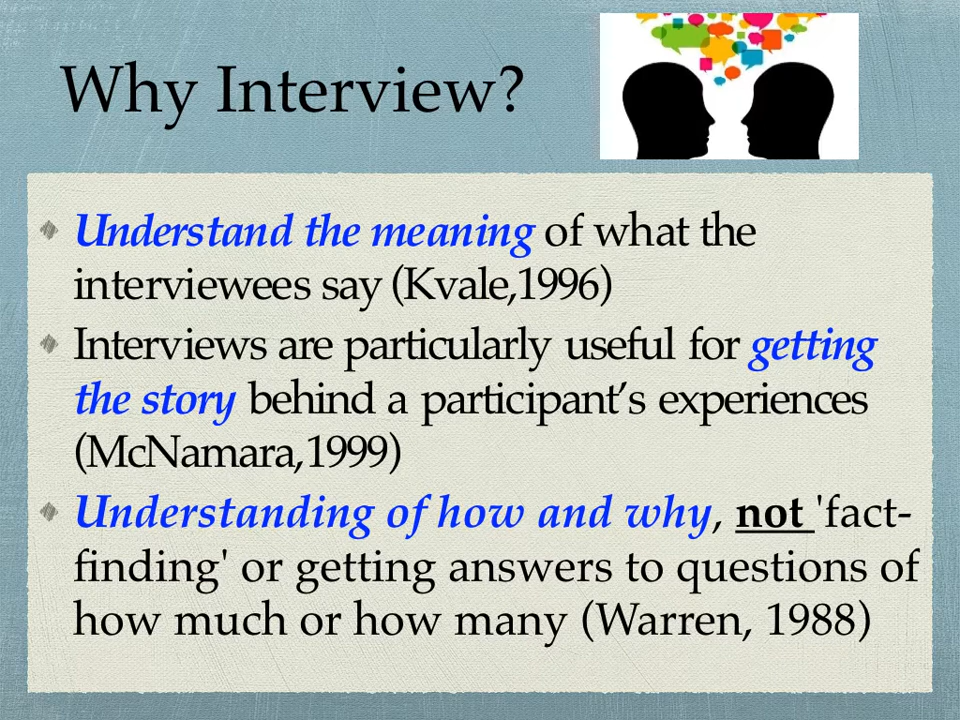 Why Interview?
Understand the meaning of what the
interviewees say (Kvale,1996)
Interviews are particularly useful for getting
the story behind a participant’s experiences
(McNamara,1999)
Understanding of how and why, not 'fact-
finding' or getting answers to questions of
how much or how many (Warren, 1988)